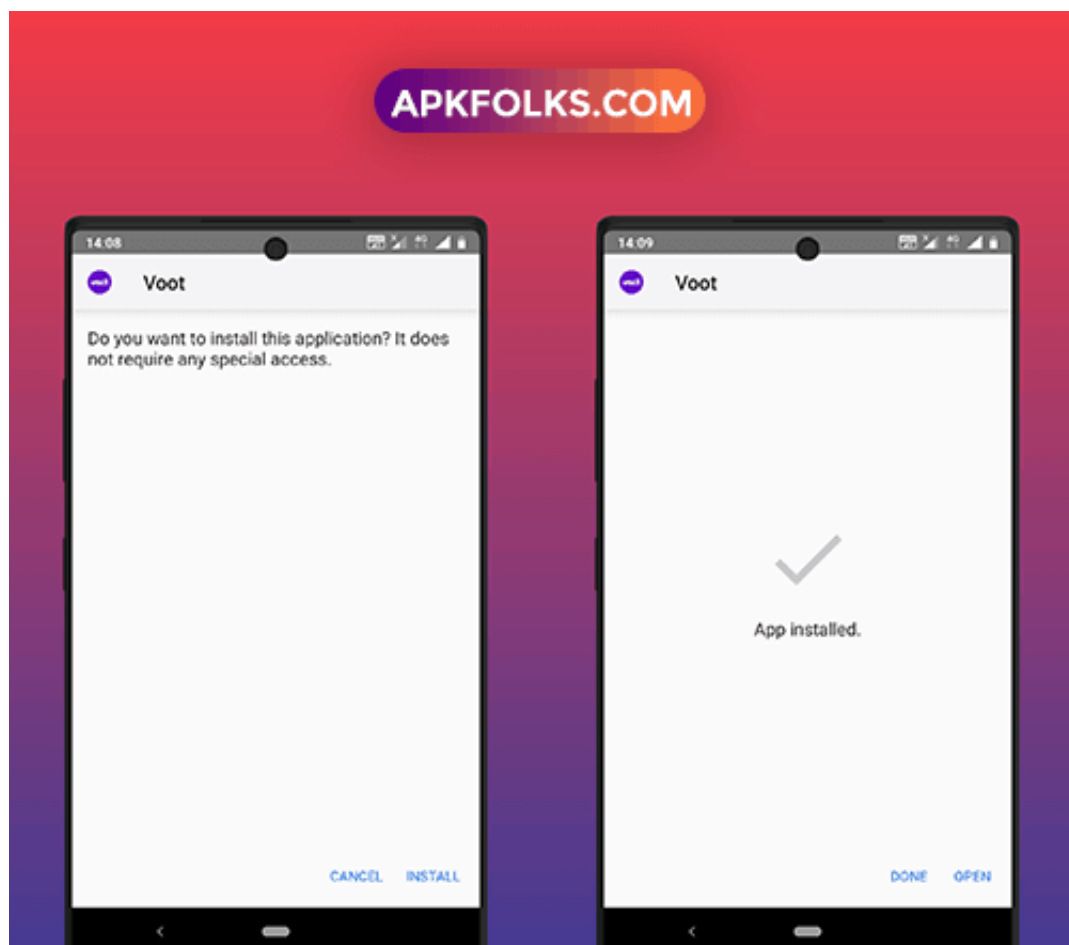 APKFOLKS.COM
14:08
Voot
Do you want to install this application? It does
not require any special access.
CANCEL INSTALL
14:09
Voot
App installed.
DONE OPEN